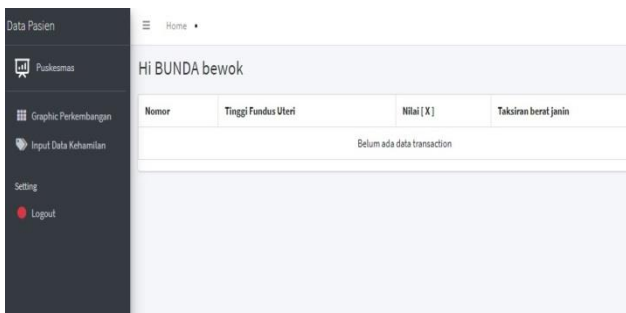 Data Pasien
Home
Puskesmas
Hi BUNDA bewok
Nomor Tinggi Fundus Uteri Nilai [ X ] Taksiran berat janin
Graphic Perkembangan
Belum ada data transaction
Input Data Kehamilan
Setting
Logout